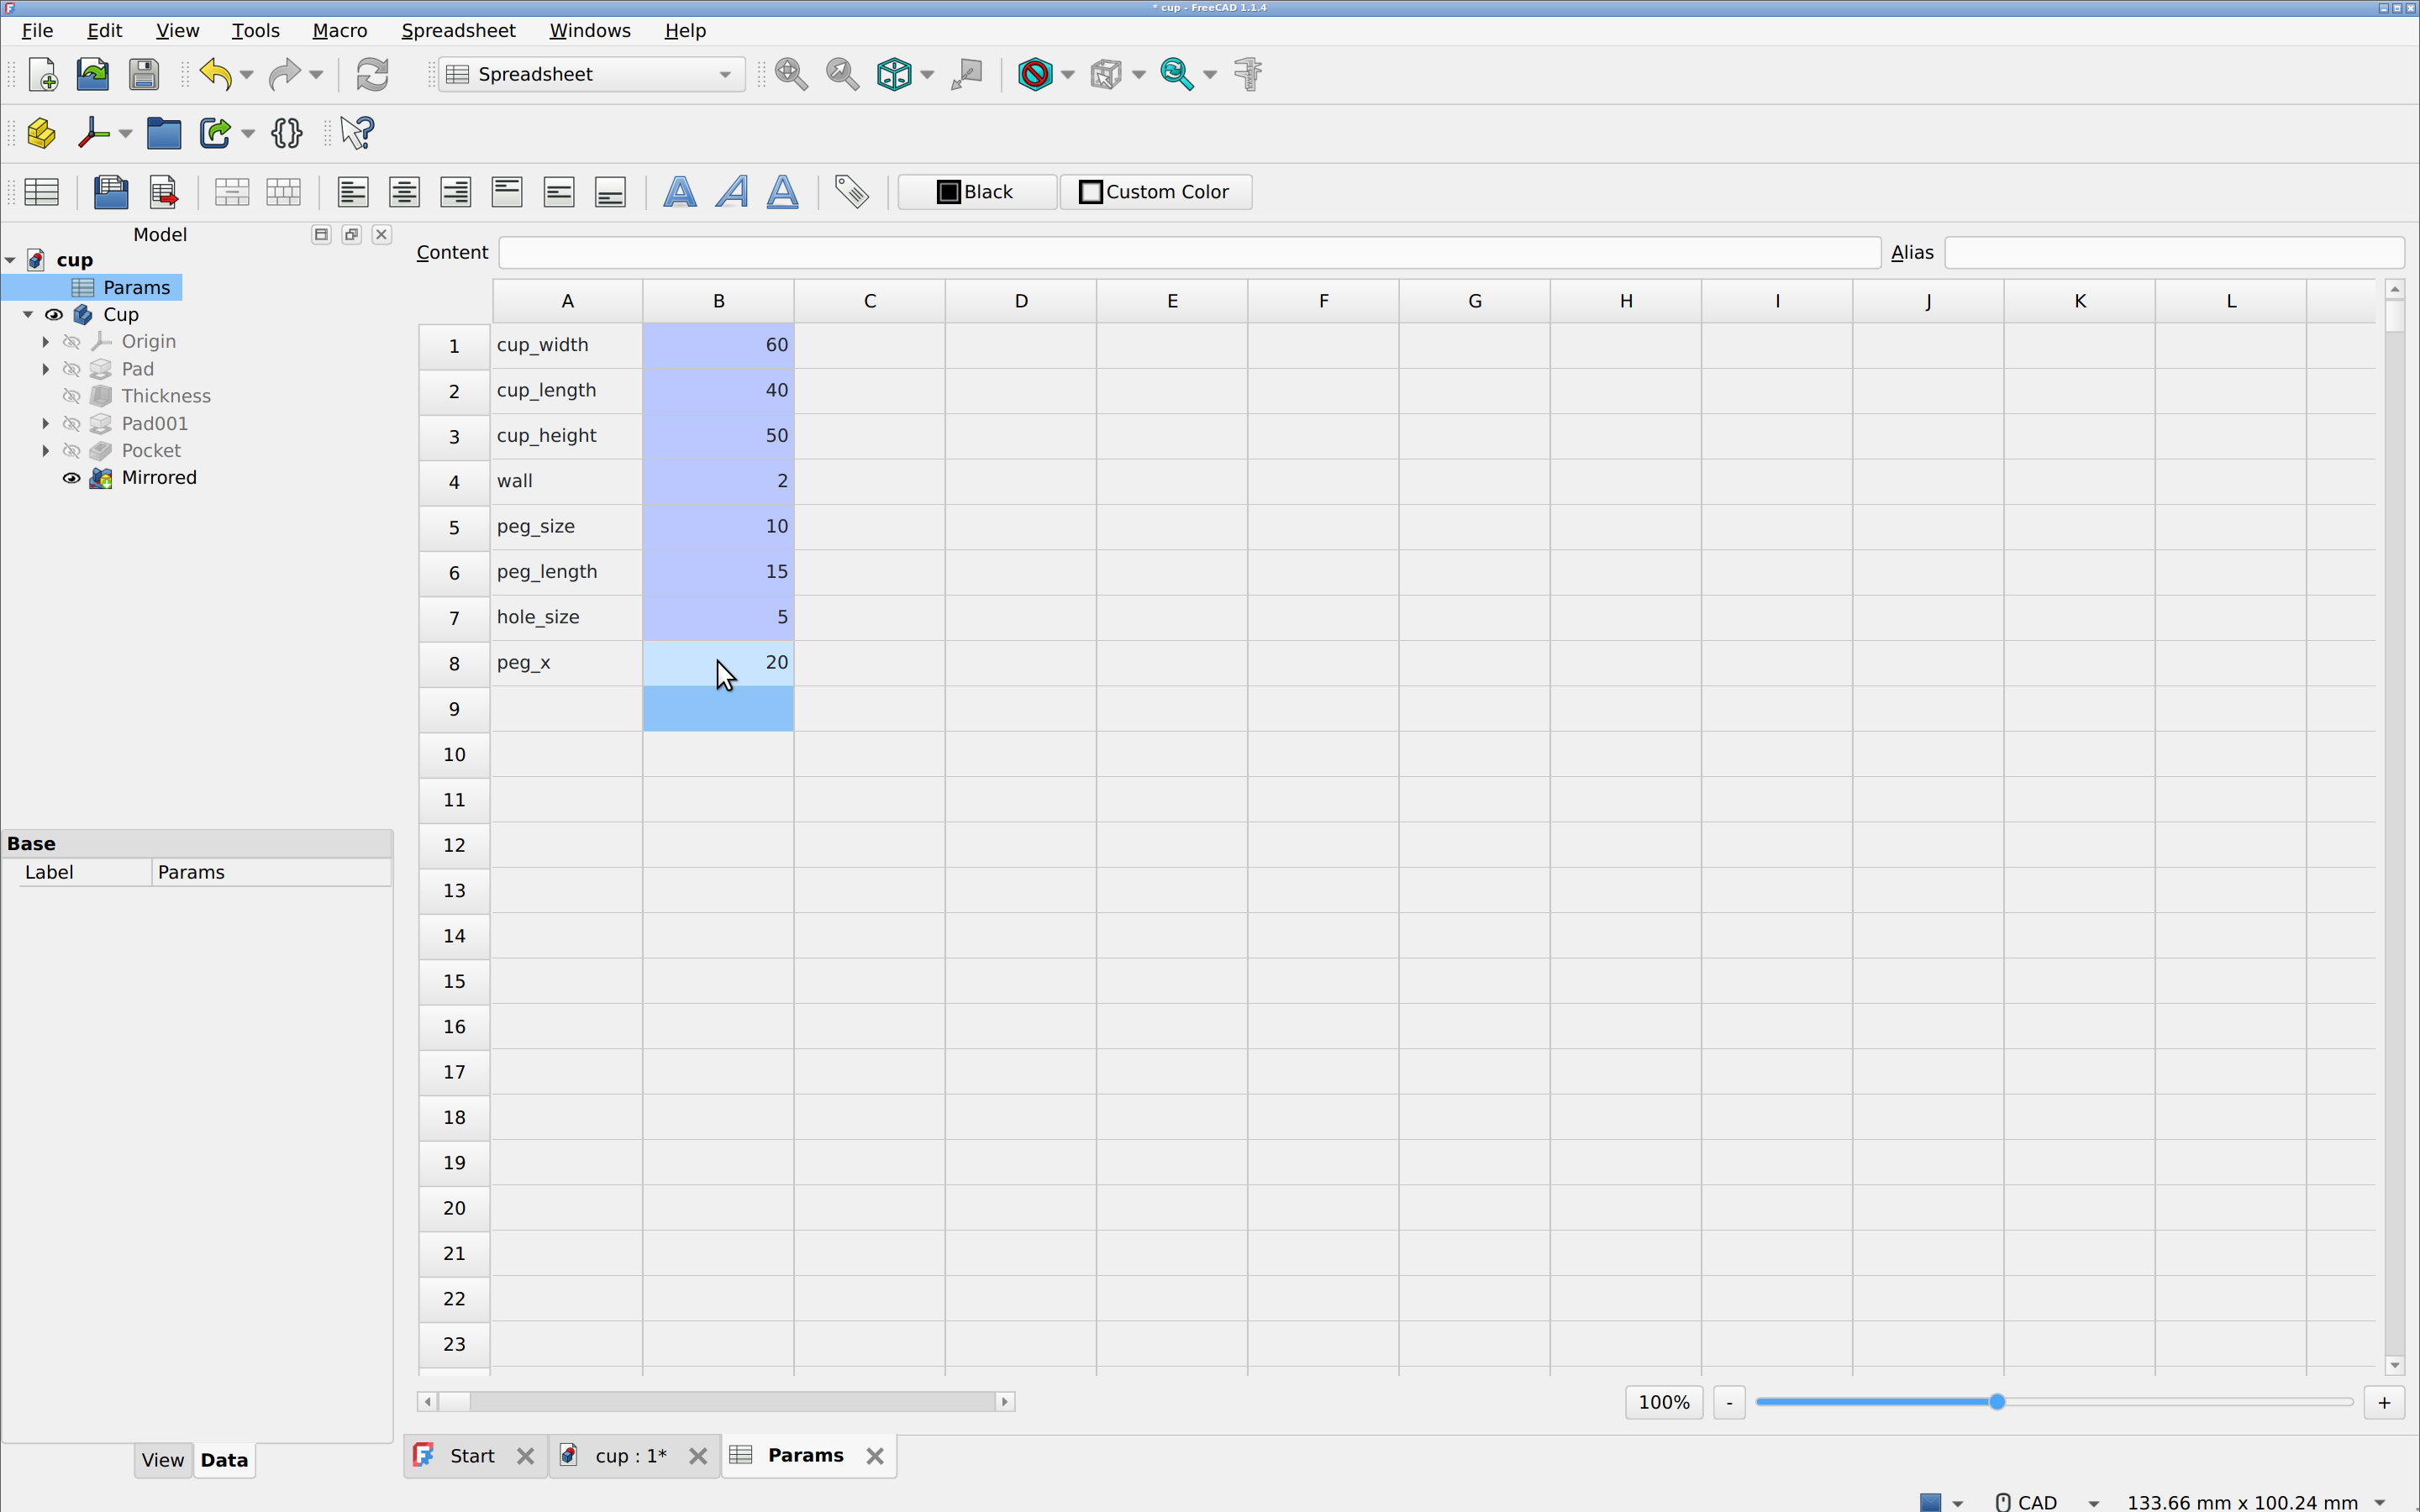 * cup - FreeCAD 1.1.4
File Edit View Tools Macro Spreadsheet Windows Help
Spreadsheet
Black Custom Color
Model
cup
Params
Cup
Origin
Pad
Thickness
Pad001
Pocket
Mirrored
Base
Label Params
View Data
Content Alias
A B C D E F G H I J K L
1 cup_width 60
2 cup_length 40
3 cup_height 50
4 wall 2
5 peg_size 10
6 peg_length 15
7 hole_size 5
8 peg_x 20
9
10
11
12
13
14
15
16
17
18
19
20
21
22
23
100% - +
Start cup : 1* Params
CAD 133.66 mm x 100.24 mm